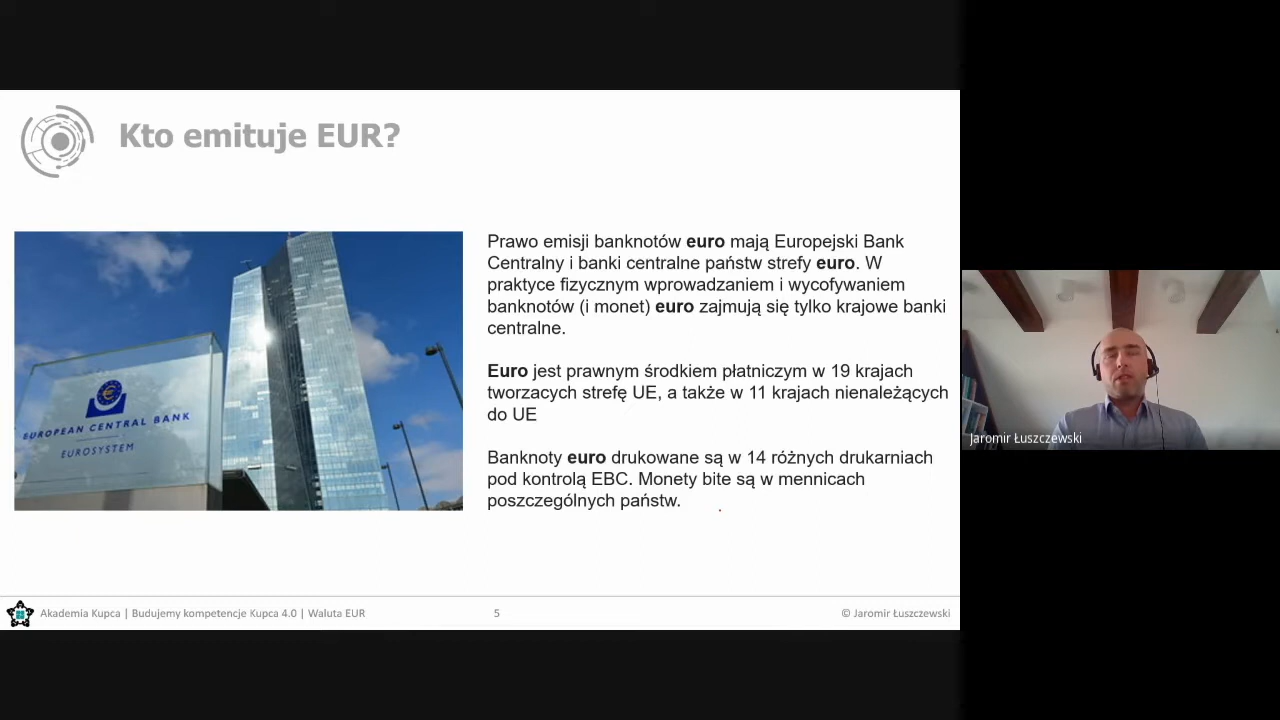 Kto emituje EUR?
Prawo emisji banknotów euro mają Europejski Bank
Centralny i banki centralne państw strefy euro. W
praktyce fizycznym wprowadzaniem i wycofywaniem
banknotów (i monet) euro zajmują się tylko krajowe banki
centralne.
Euro jest prawnym środkiem płatniczym w 19 krajach
tworzacych strefę UE, a także w 11 krajach nienależących
do UE
Banknoty euro drukowane są w 14 różnych drukarniach
pod kontrolą EBC. Monety bite są w mennicach
poszczególnych państw.
EUROPEAN CENTRAL BANK
EUROSYSTEM
Jaromir Łuszczewski
Akademia Kupca | Budujemy kompetencje Kupca 4.0 | Waluta EUR
5
© Jaromir Łuszczewski